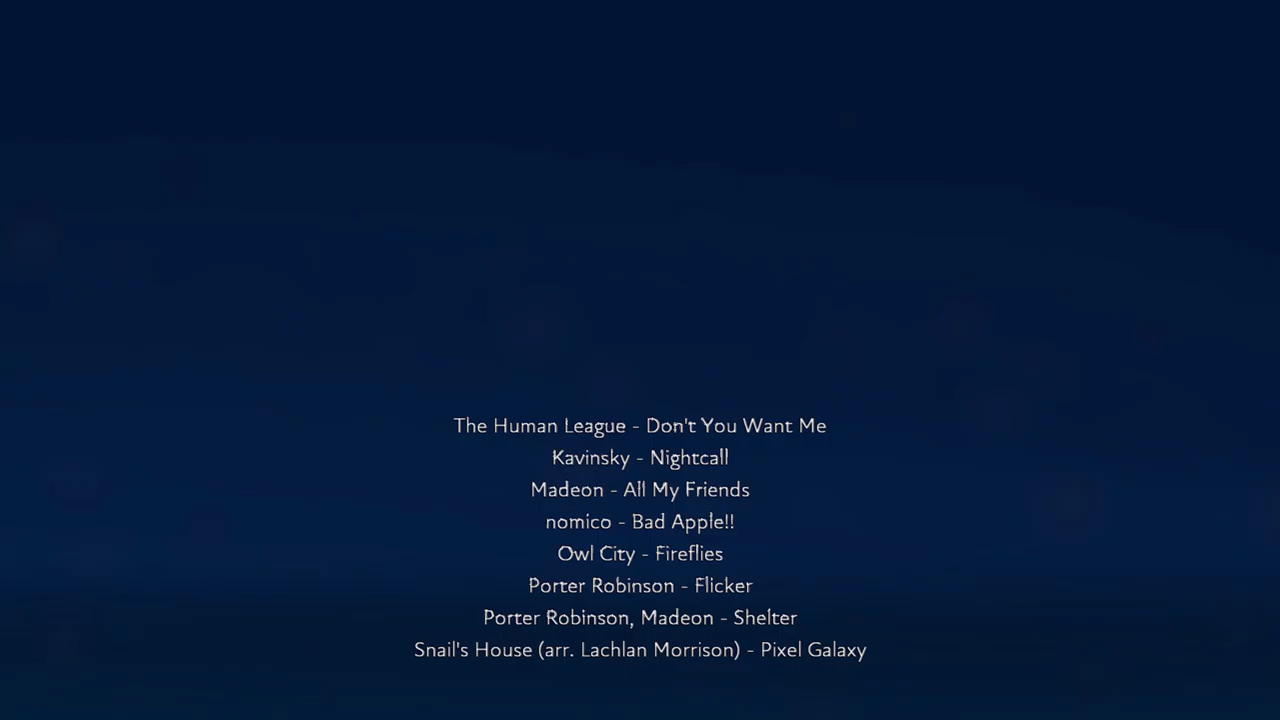 The Human League - Don't You Want Me
Kavinsky - Nightcall
Madeon - All My Friends
nomico - Bad Apple!!
Owl City - Fireflies
Porter Robinson - Flicker
Porter Robinson, Madeon - Shelter
Snail's House (arr. Lachlan Morrison) - Pixel Galaxy